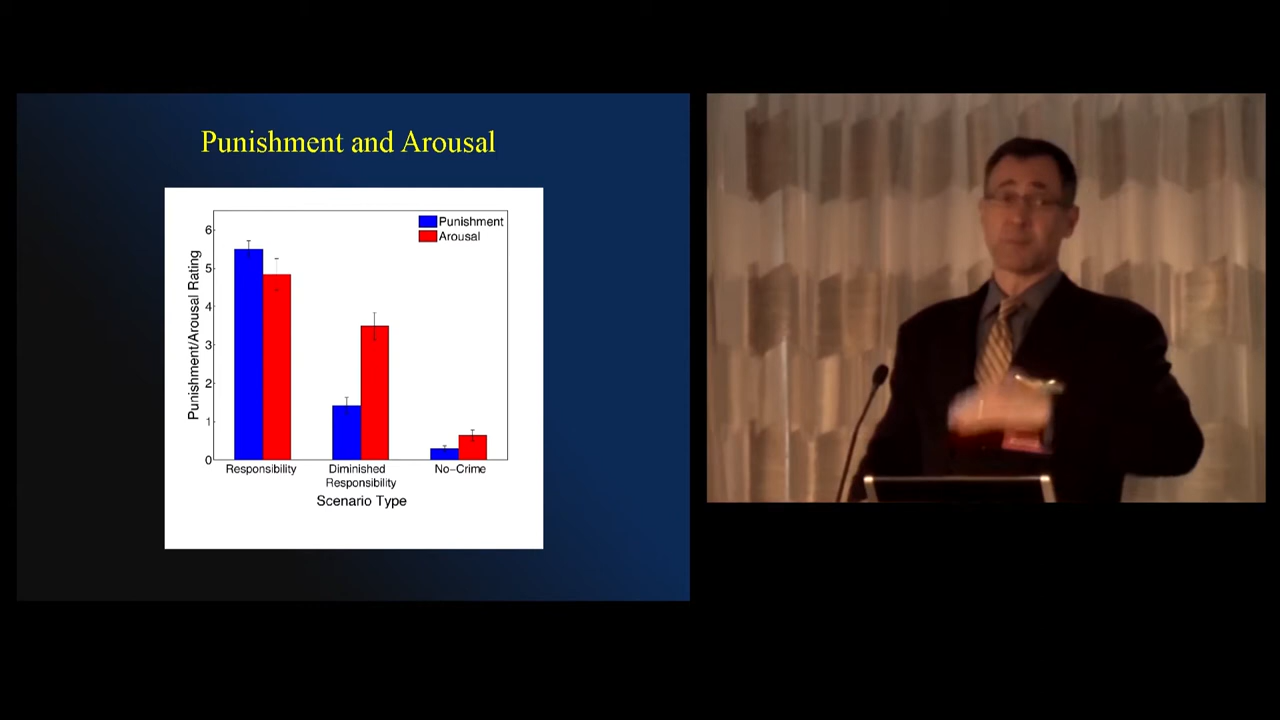 Punishment and Arousal
Punishment
Arousal
Punishment/Arousal Rating
6
5
4
3
2
1
0
Responsibility
Diminished
Responsibility
No-Crime
Scenario Type